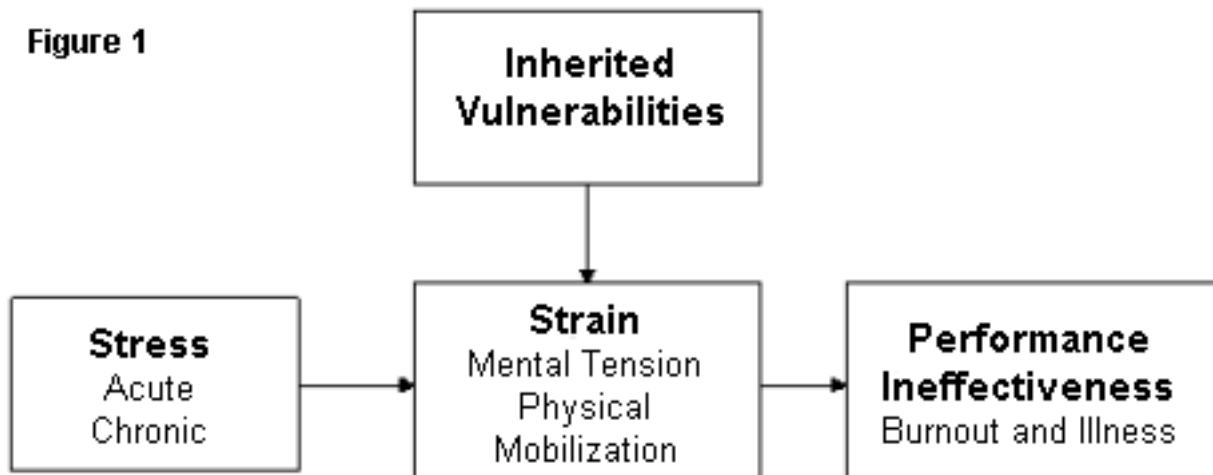 Figure 1
Inherited
Vulnerabilities
Stress
Acute
Chronic
Strain
Mental Tension
Physical
Mobilization
Performance
Ineffectiveness
Burnout and Illness